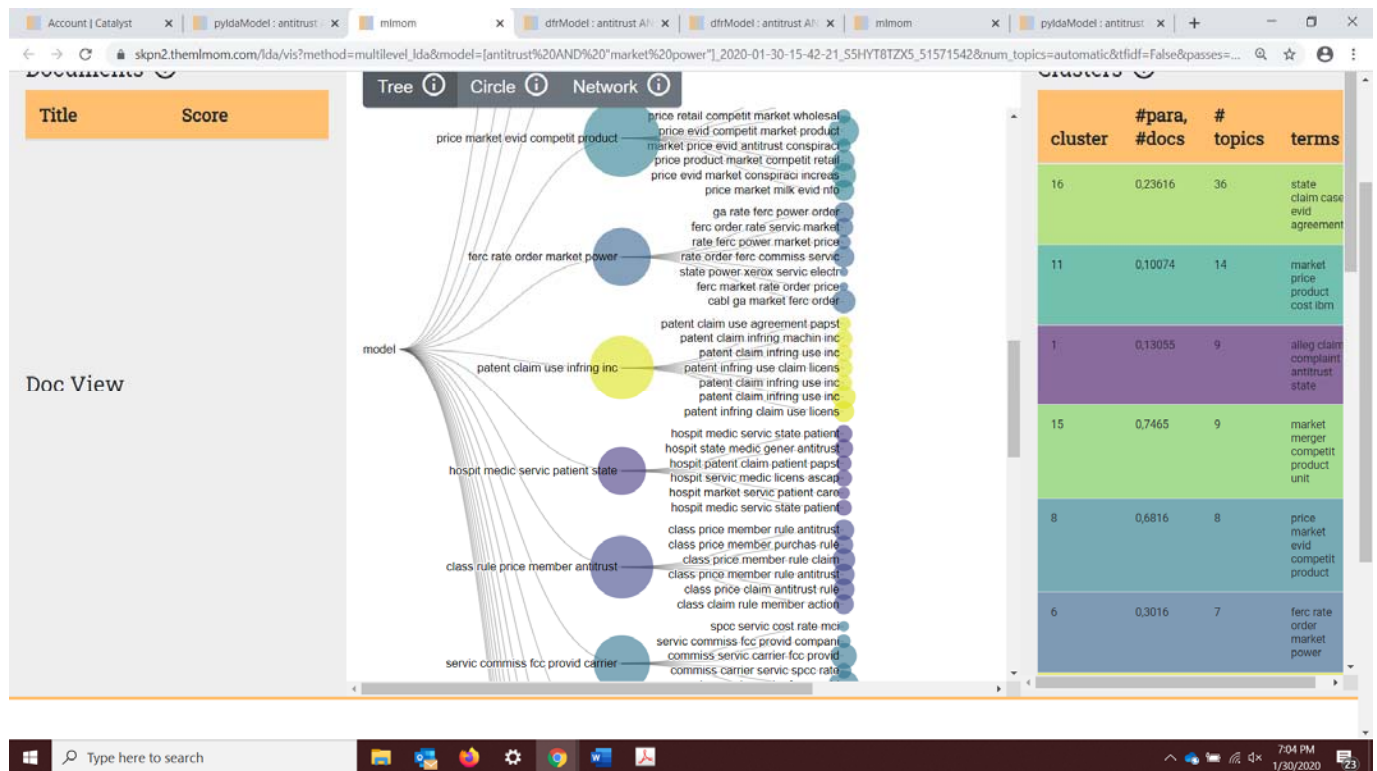 Account | Catalyst
pyldaModel : antitrust
mlmom
dfrModel : antitrust AN
dfrModel : antitrust AN
mlmom
pyldaModel : antitrust
skpn2.themlmom.com/lda/vis?method=multilevel_lda&model=[antitrust%20AND%20"market%20power"]_2020-01-30-15-42-21_S5HYT8TZX5_51571542&num_topics=automatic&tfidf=False&passes=...
Documents
Title Score
Doc View
Tree Circle Network
model
price market evid competit product
price retail competit market wholesal
price evid competit market product
market price evid antitrust conspiraci
price product market competit retail
price evid market conspiraci increas
price market milk evid nfo
ferc rate order market power
ga rate ferc power order
ferc order rate servic market
rate ferc power market price
rate order ferc commiss servic
state power xerox servic electr
ferc market rate order price
cabl ga market ferc order
patent claim use infring inc
patent claim use agreement papst
patent claim infring machin inc
patent claim infring use inc
patent infring use claim licens
patent claim infring use inc
patent claim infring use inc
patent infring claim use licens
hospit medic servic patient state
hospit medic servic state patient
hospit state medic gener antitrust
hospit patent claim patient papst
hospit servic medic licens ascap
hospit market servic patient care
hospit medic servic state patient
class rule price member antitrust
class price member rule antitrust
class price member purchas rule
class price member rule claim
class price member rule antitrust
class price claim antitrust rule
class claim rule member action
servic commiss fcc provid carrier
spcc servic cost rate mci
servic commiss fcc provid compani
commiss servic carrier fcc provid
commiss carrier servic spcc rate
Clusters
cluster #para, #docs # topics terms
16 0,23616 36 state
claim case
evid
agreement
11 0,10074 14 market
price
product
cost ibm
1 0,13055 9 alleg claim
complaint
antitrust
state
15 0,7465 9 market
merger
competit
product
unit
8 0,6816 8 price
market
evid
competit
product
6 0,3016 7 ferc rate
order
market
power
Type here to search
7:04 PM
1/30/2020
23